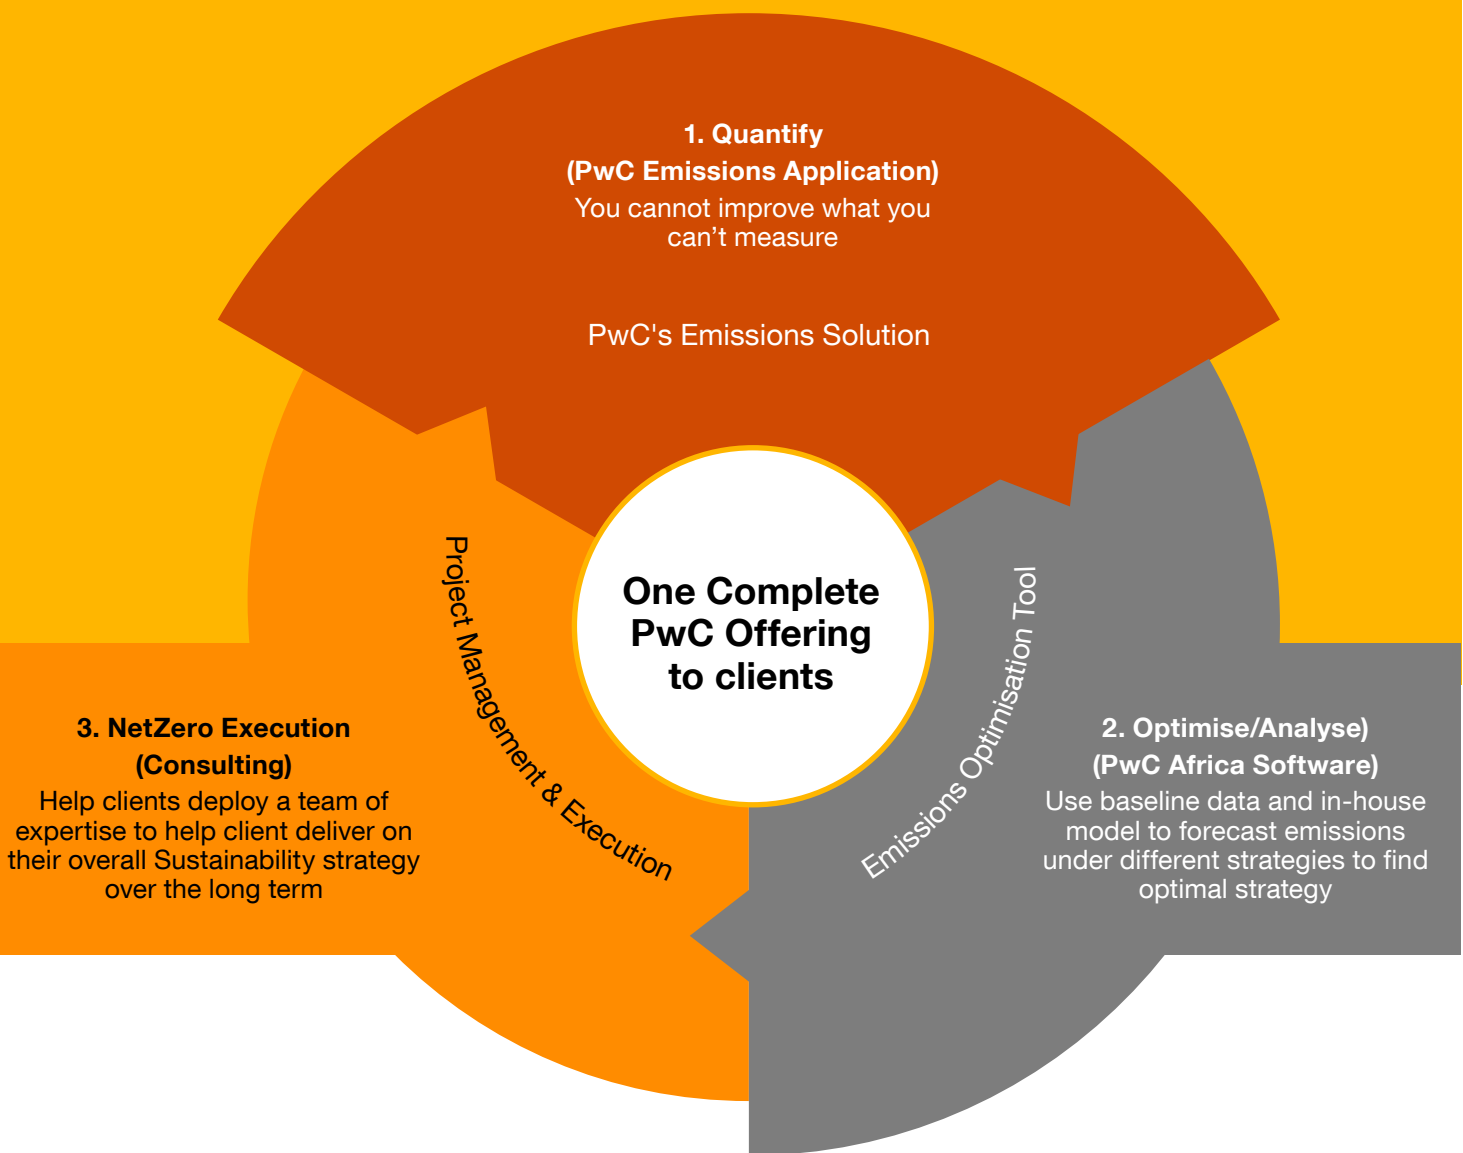 1. Quantify
(PwC Emissions Application)
You cannot improve what you
can't measure
PwC's Emissions Solution
One Complete
PwC Offering
to clients
Emissions Optimisation Tool
2. Optimise/Analyse)
(PwC Africa Software)
Use baseline data and in-house
model to forecast emissions
under different strategies to find
optimal strategy
Project Management & Execution
3. NetZero Execution
(Consulting)
Help clients deploy a team of
expertise to help client deliver on
their overall Sustainability strategy
over the long term